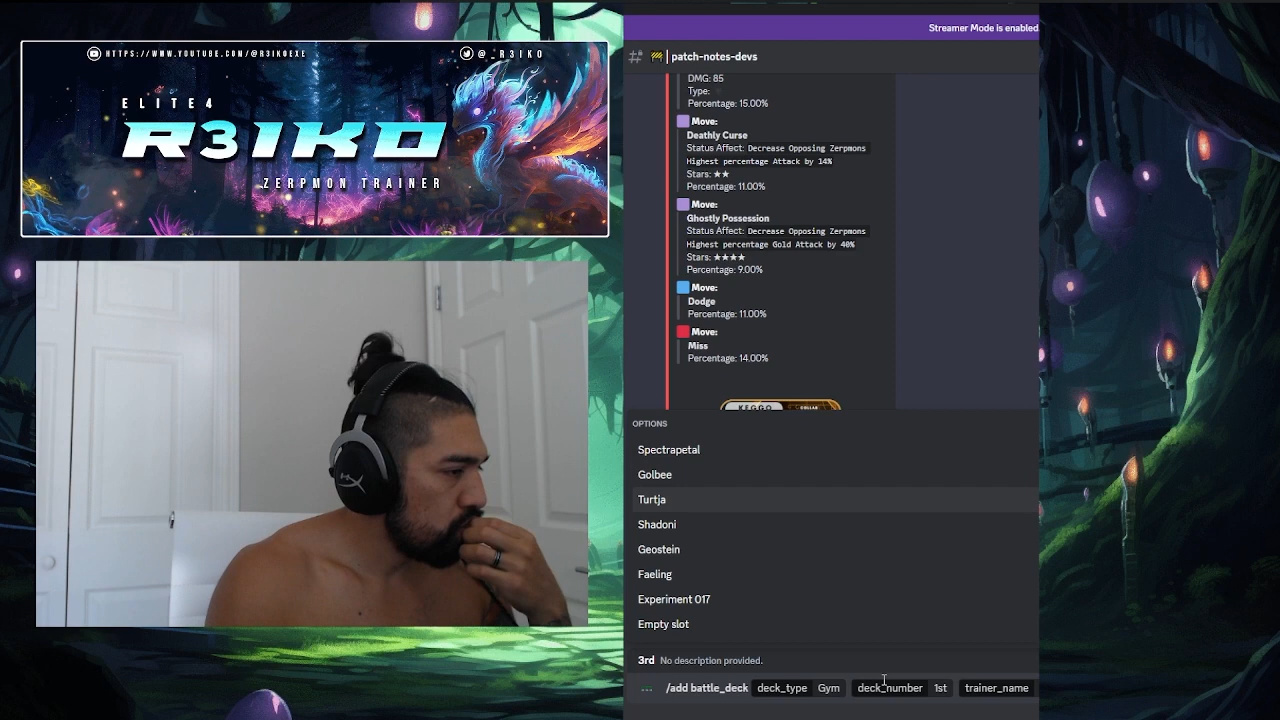 HTTPS://WWW.YOUTUBE.COM/@R3IKOEXE
@_R3IKO
ELITE4
R3IKO
ZERPMON TRAINER
Streamer Mode is enabled
patch-notes-devs
DMG: 85
Type:
Percentage: 15.00%
Move:
Deathly Curse
Status Affect: Decrease Opposing Zerpmons
Highest percentage Attack by 14%
Stars: ★★
Percentage: 11.00%
Move:
Ghostly Possession
Status Affect: Decrease Opposing Zerpmons
Highest percentage Gold Attack by 40%
Stars: ★★★★
Percentage: 9.00%
Move:
Dodge
Percentage: 11.00%
Move:
Miss
Percentage: 14.00%
KEGGO COLLAB
OPTIONS
Spectrapetal
Golbee
Turtja
Shadoni
Geostein
Faeling
Experiment 017
Empty slot
3rd No description provided.
/add battle_deck deck_type Gym deck_number 1st trainer_name